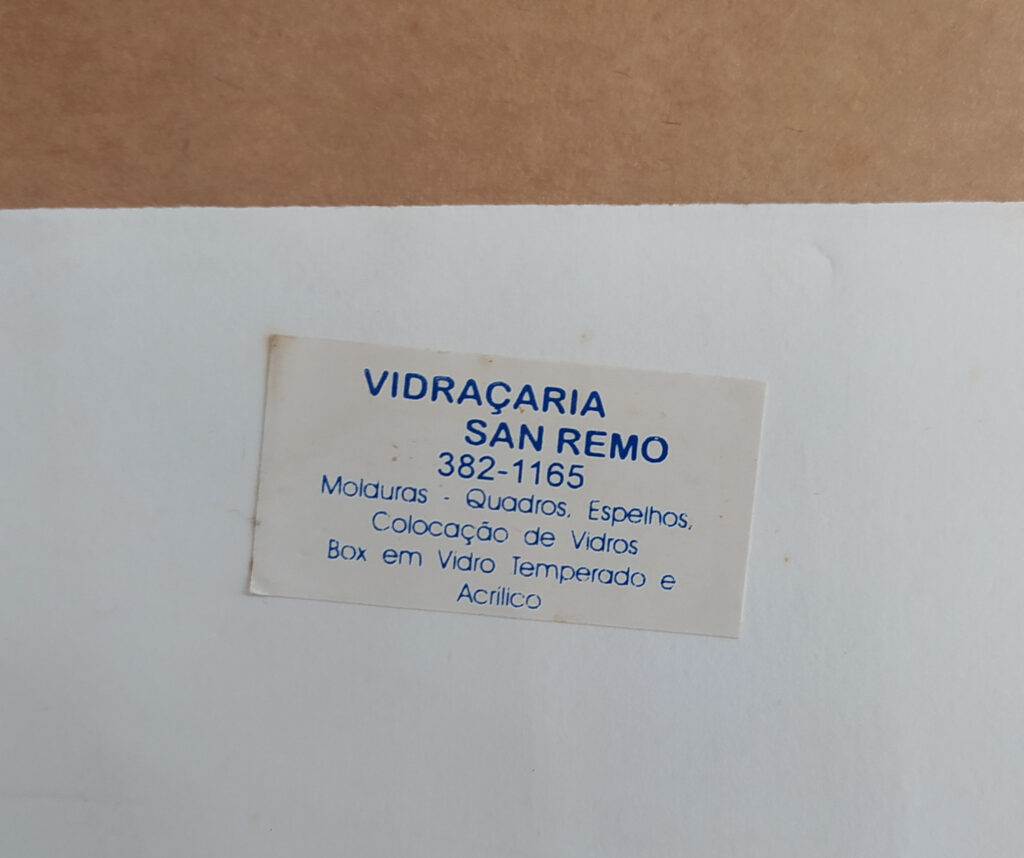 VIDRAÇARIA
SAN REMO
382-1165
Molduras - Quadros, Espelhos,
Colocação de Vidros
Box em Vidro Temperado e
Acrílico